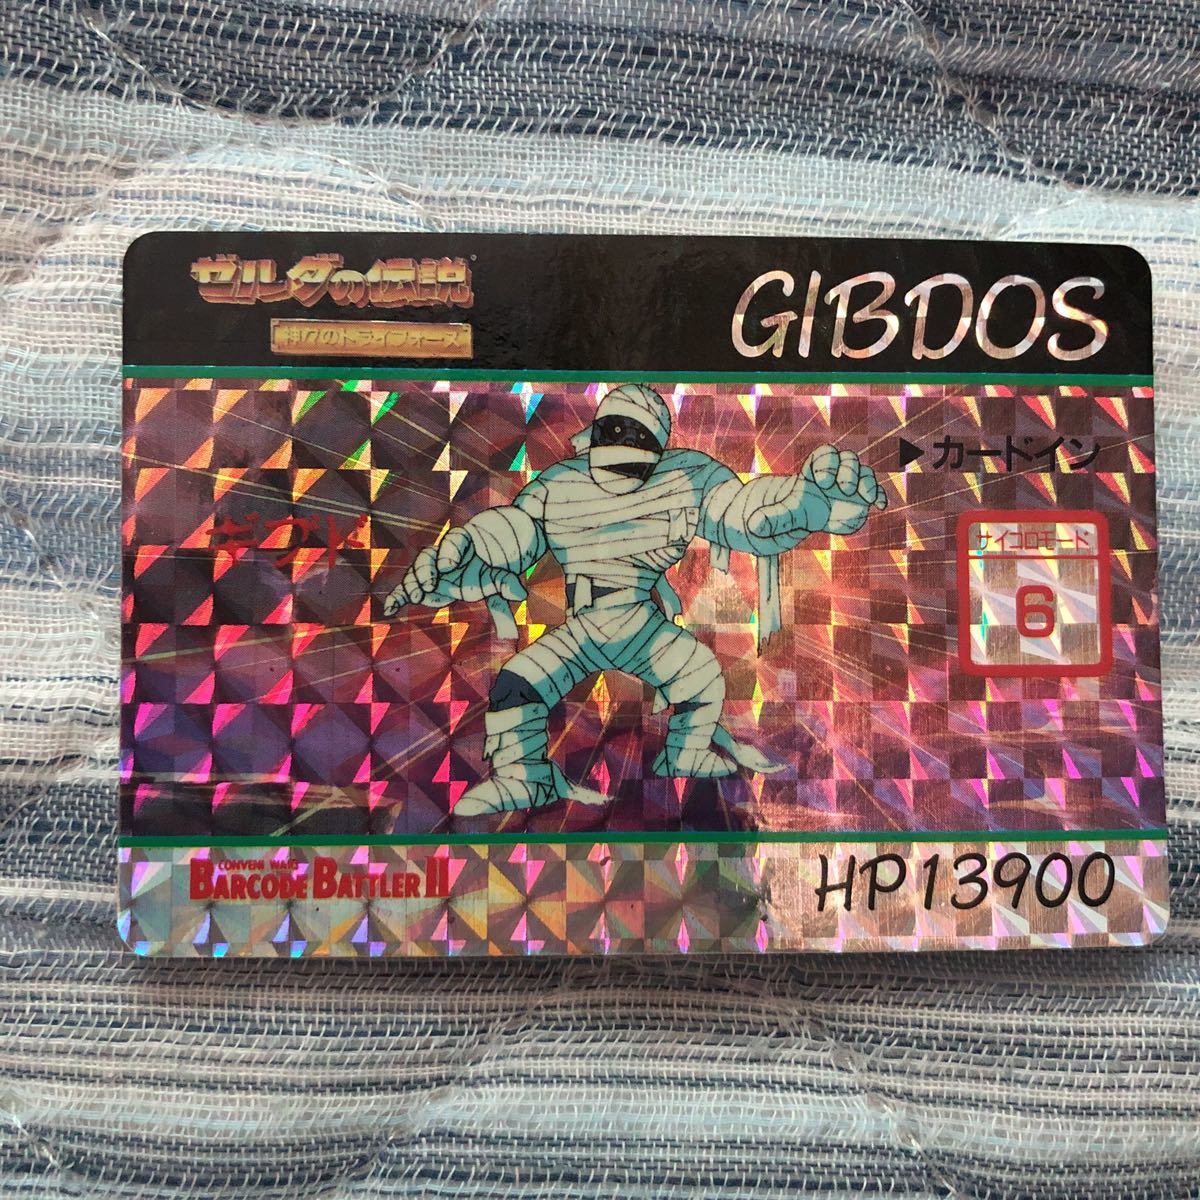 ゼルダの伝説
神々のトライフォース
GIBDOS
▶カードイン
ギブド
サイコロモード
6
CONVENI WARS
BARCODE BATTLER II
HP 13900